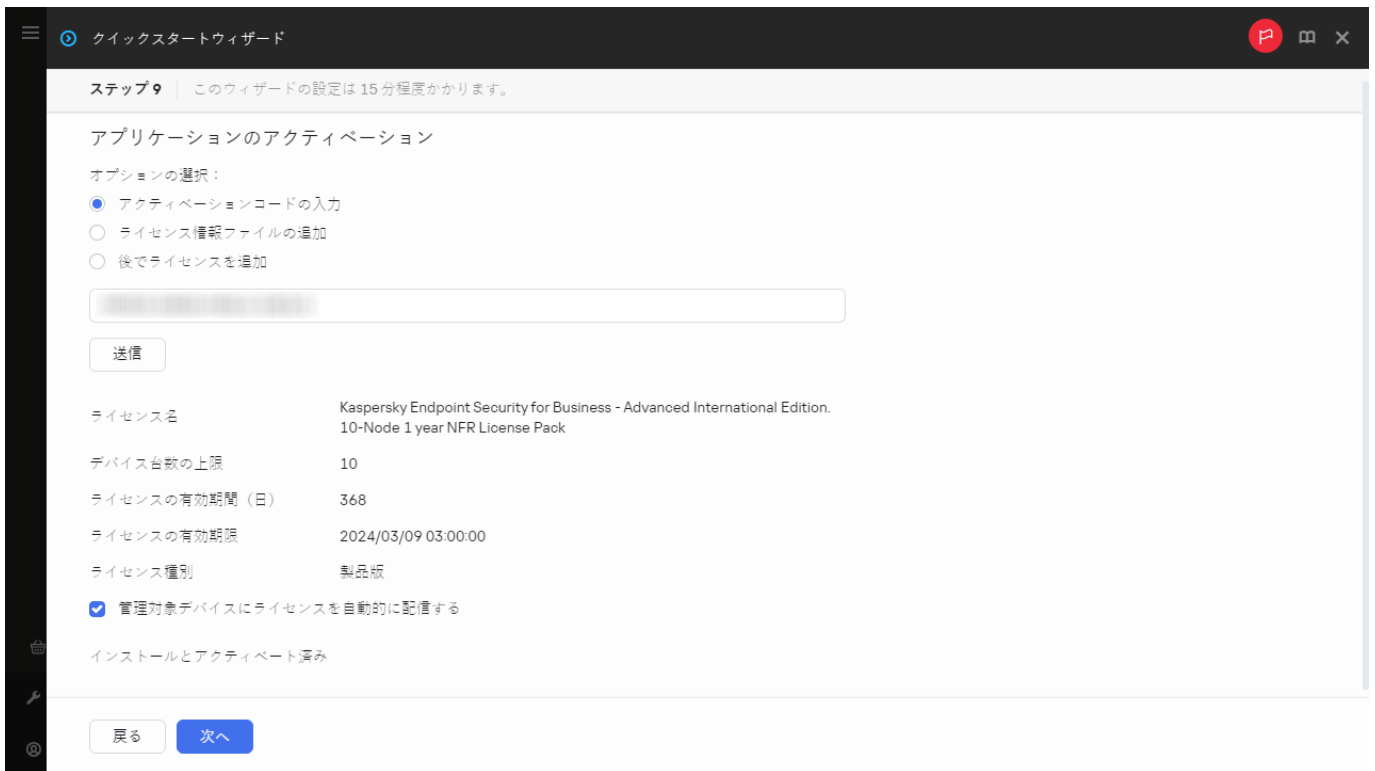 クイックスタートウィザード
ステップ 9 このウィザードの設定は 15 分程度かかります。
アプリケーションのアクティベーション
オプションの選択：
アクティベーションコードの入力
ライセンス情報ファイルの追加
後でライセンスを追加
送信
ライセンス名 Kaspersky Endpoint Security for Business - Advanced International Edition.
10-Node 1 year NFR License Pack
デバイス台数の上限 10
ライセンスの有効期間（日） 368
ライセンスの有効期限 2024/03/09 03:00:00
ライセンス種別 製品版
管理対象デバイスにライセンスを自動的に配信する
インストールとアクティベート済み
戻る 次へ